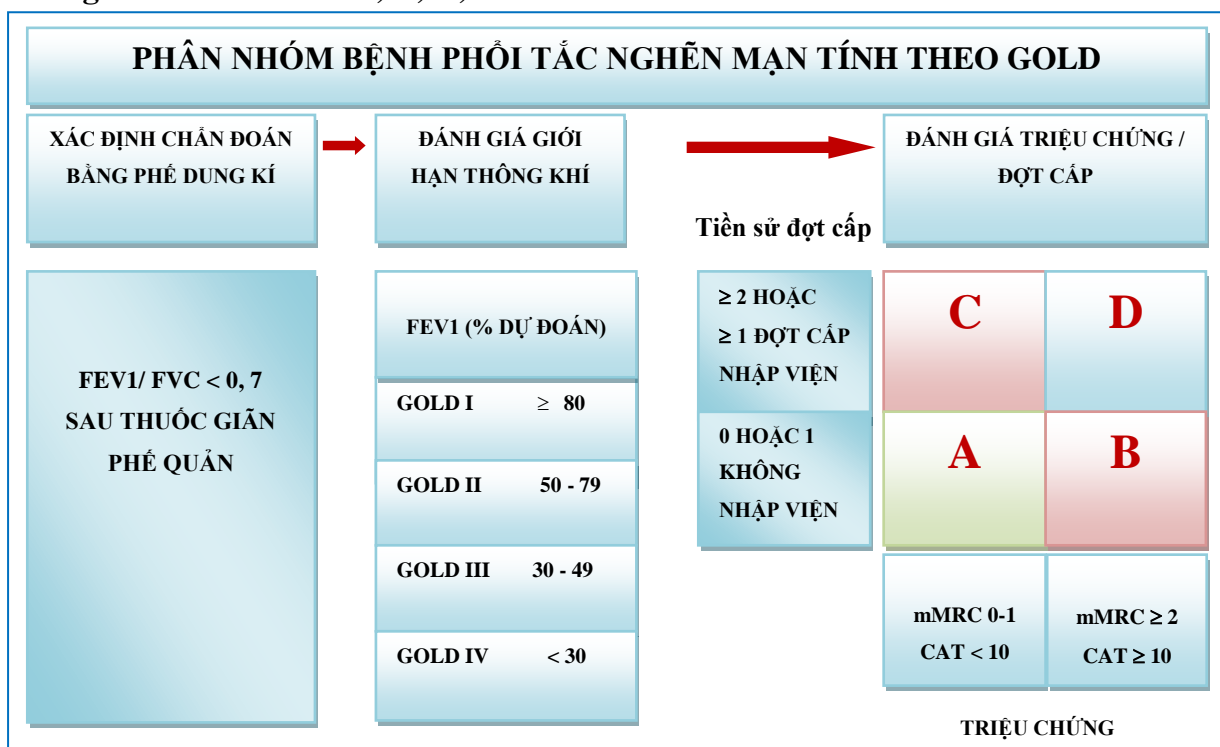 PHÂN NHÓM BỆNH PHỔI TẮC NGHẼN MẠN TÍNH THEO GOLD
XÁC ĐỊNH CHẨN ĐOÁN
BẰNG PHẾ DUNG KÍ
ĐÁNH GIÁ GIỚI
HẠN THÔNG KHÍ
ĐÁNH GIÁ TRIỆU CHỨNG /
ĐỢT CẤP
Tiền sử đợt cấp
FEV1/ FVC < 0, 7
SAU THUỐC GIÃN
PHẾ QUẢN
FEV1 (% DỰ ĐOÁN)
GOLD I ≥ 80
GOLD II 50 - 79
GOLD III 30 - 49
GOLD IV < 30
≥ 2 HOẶC
≥ 1 ĐỢT CẤP
NHẬP VIỆN
C D
0 HOẶC 1
KHÔNG
NHẬP VIỆN
A B
mMRC 0-1
CAT < 10
mMRC ≥ 2
CAT ≥ 10
TRIỆU CHỨNG